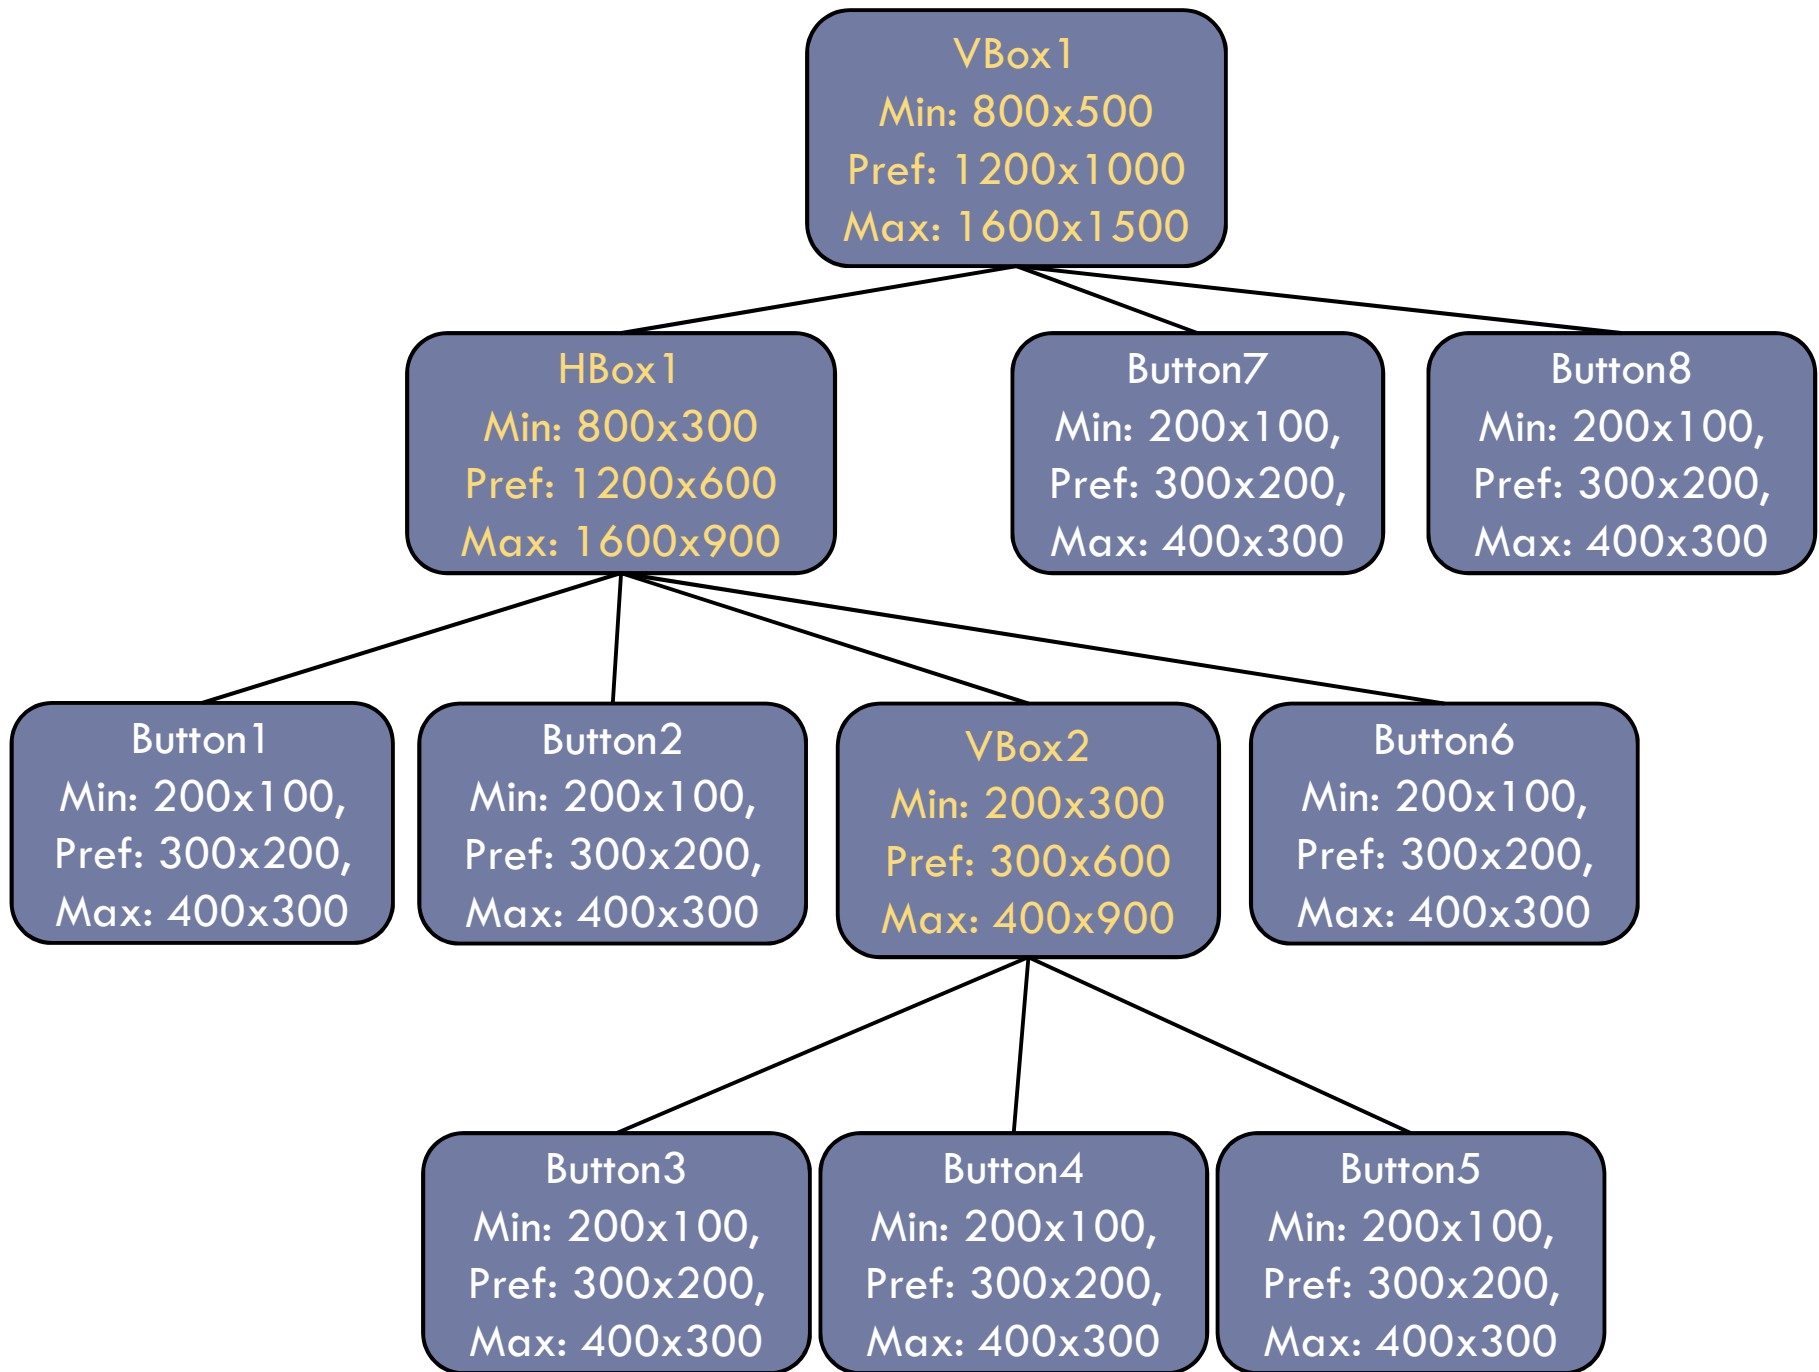 VBox1
Min: 800x500
Pref: 1200x1000
Max: 1600x1500
HBox1
Min: 800x300
Pref: 1200x600
Max: 1600x900
Button7
Min: 200x100,
Pref: 300x200,
Max: 400x300
Button8
Min: 200x100,
Pref: 300x200,
Max: 400x300
Button1
Min: 200x100,
Pref: 300x200,
Max: 400x300
Button2
Min: 200x100,
Pref: 300x200,
Max: 400x300
VBox2
Min: 200x300
Pref: 300x600
Max: 400x900
Button6
Min: 200x100,
Pref: 300x200,
Max: 400x300
Button3
Min: 200x100,
Pref: 300x200,
Max: 400x300
Button4
Min: 200x100,
Pref: 300x200,
Max: 400x300
Button5
Min: 200x100,
Pref: 300x200,
Max: 400x300